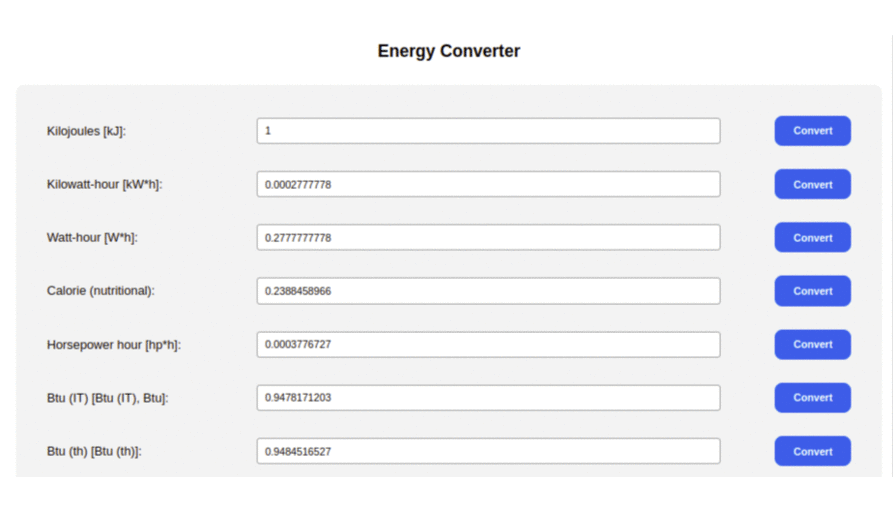 Energy Converter
Kilojoules [kJ]: 1 Convert
Kilowatt-hour [kW*h]: 0.0002777778 Convert
Watt-hour [W*h]: 0.2777777778 Convert
Calorie (nutritional): 0.2388458966 Convert
Horsepower hour [hp*h]: 0.0003776727 Convert
Btu (IT) [Btu (IT), Btu]: 0.9478171203 Convert
Btu (th) [Btu (th)]: 0.9484516527 Convert